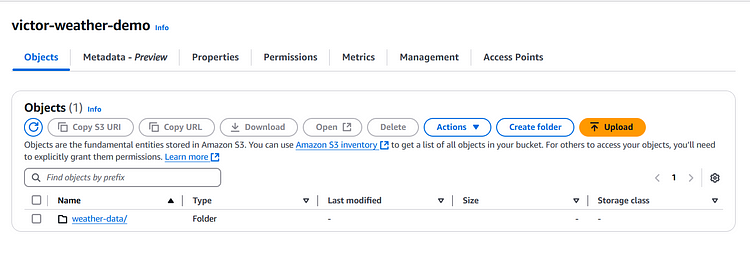 victor-weather-demo Info
Objects Metadata - Preview Properties Permissions Metrics Management Access Points
Objects (1) Info
Copy S3 URI Copy URL Download Open Delete Actions Create folder Upload
Objects are the fundamental entities stored in Amazon S3. You can use Amazon S3 inventory to get a list of all objects in your bucket. For others to access your objects, you'll need
to explicitly grant them permissions. Learn more
Find objects by prefix 1
Name Type Last modified Size Storage class
weather-data/ Folder - - -